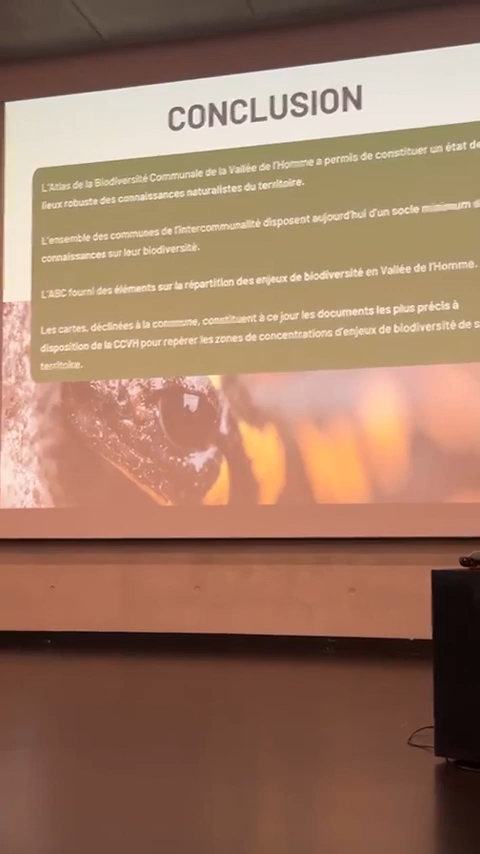 CONCLUSION
L'Atlas de la Biodiversité Communale de la Vallée de l'Homme a permis de constituer un état de
lieux robuste des connaissances naturalistes du territoire.
L'ensemble des communes de l'intercommunalité disposent aujourd'hui d'un socle minimum
connaissances sur leur biodiversité.
L'ABC fourni des éléments sur la répartition des enjeux de biodiversité en Vallée de l'Homme.
Les cartes, déclinées à la commune, constituent à ce jour les documents les plus précis à
disposition de la CCVH pour repérer les zones de concentrations d'enjeux de biodiversité de s
territoire.